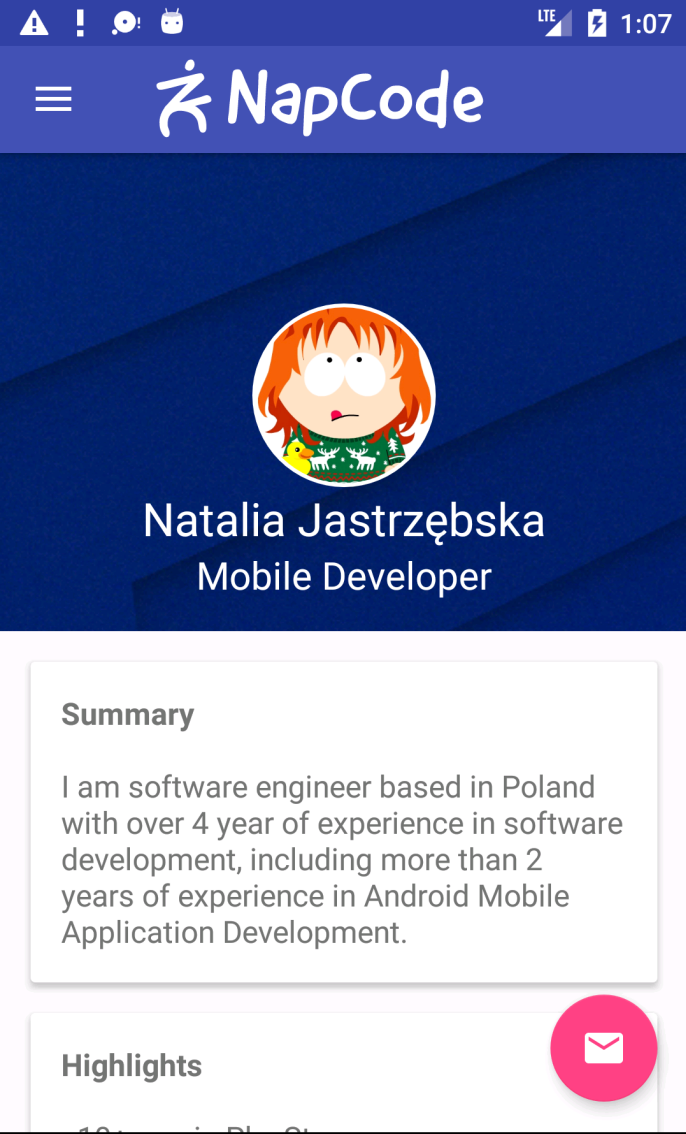 LTE 1:07
NapCode
Natalia Jastrzębska
Mobile Developer
Summary
I am software engineer based in Poland
with over 4 year of experience in software
development, including more than 2
years of experience in Android Mobile
Application Development.
Highlights